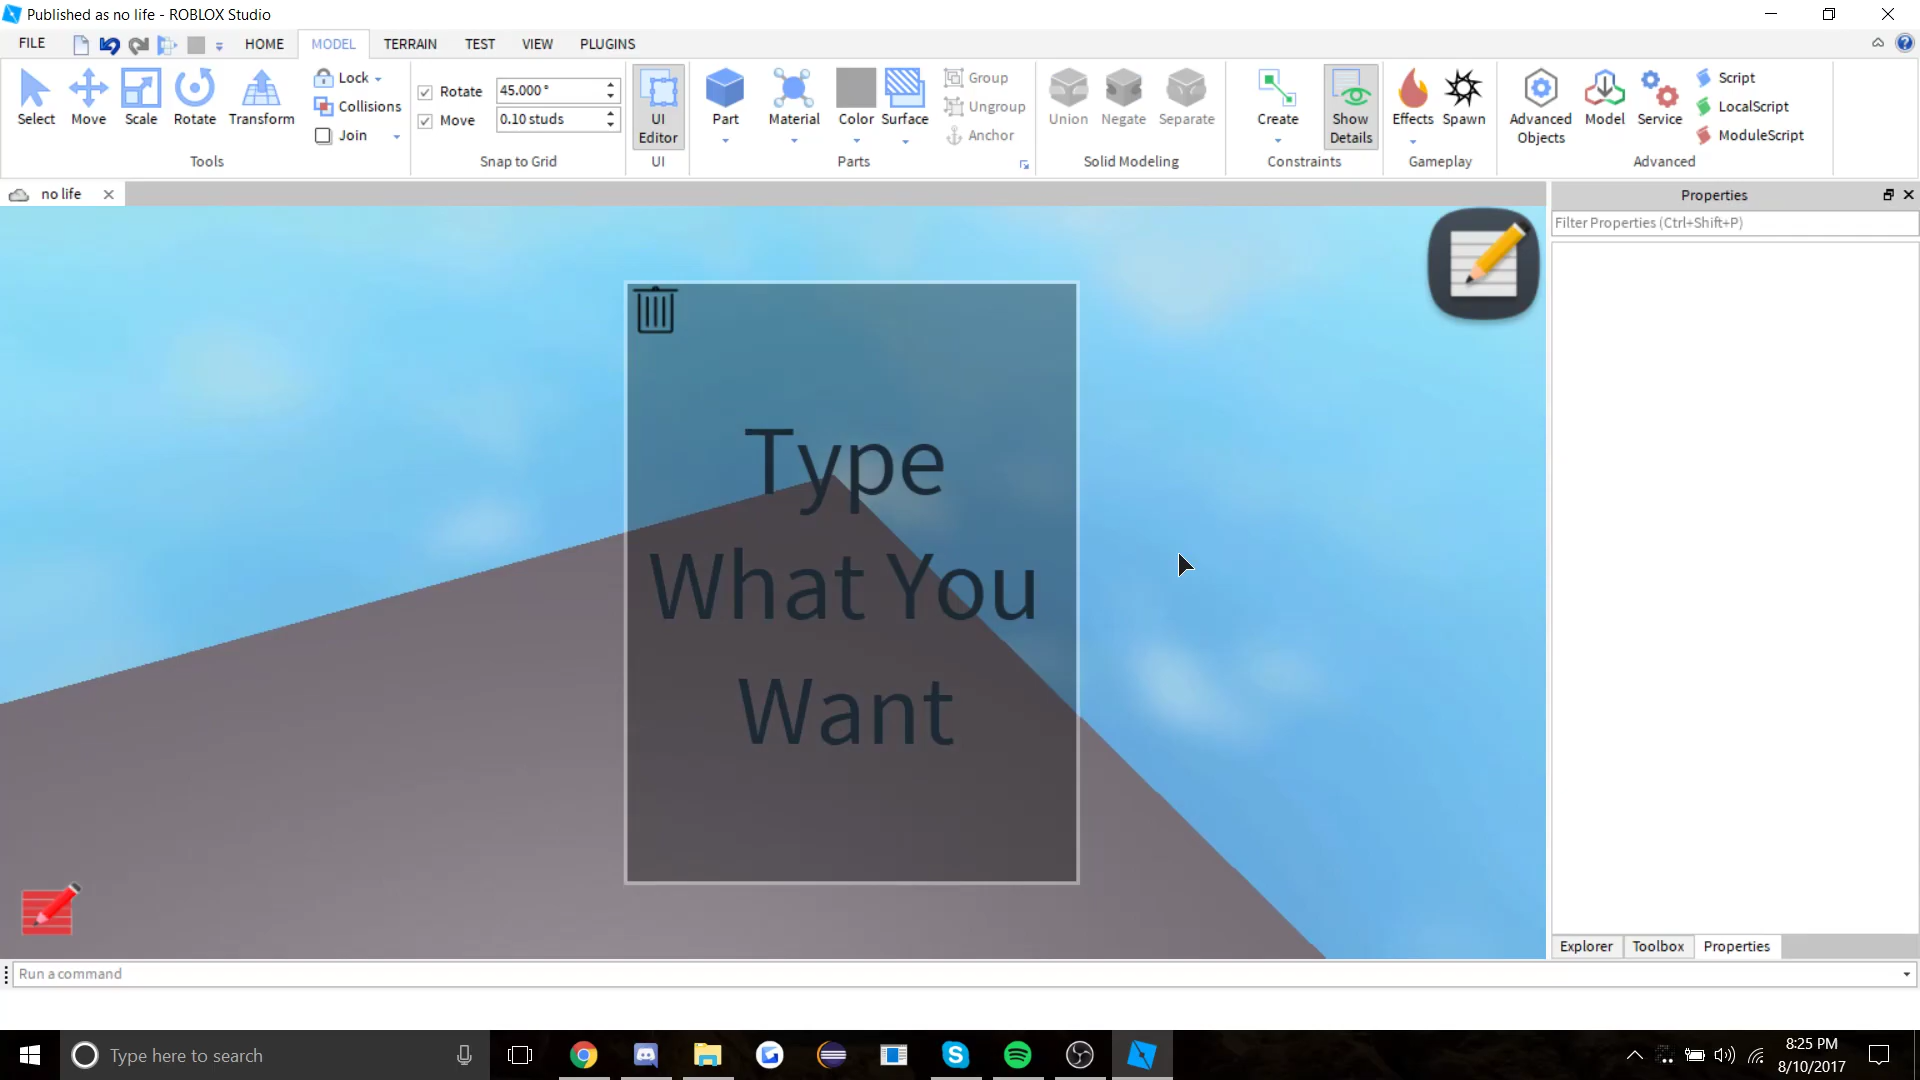 Published as no life - ROBLOX Studio
FILE HOME MODEL TERRAIN TEST VIEW PLUGINS
Select Move Scale Rotate Transform
Lock
Collisions
Join
Tools
Rotate 45.000 °
Move 0.10 studs
Snap to Grid
UI
Editor
UI
Part Material Color Surface
Group
Ungroup
Anchor
Parts
Union Negate Separate
Solid Modeling
Create
Show
Details
Constraints
Effects Spawn
Gameplay
Advanced
Objects
Model Service
Script
LocalScript
ModuleScript
Advanced
no life
Properties
Filter Properties (Ctrl+Shift+P)
Type
What You
Want
Explorer Toolbox Properties
Run a command
Type here to search
8:25 PM
8/10/2017